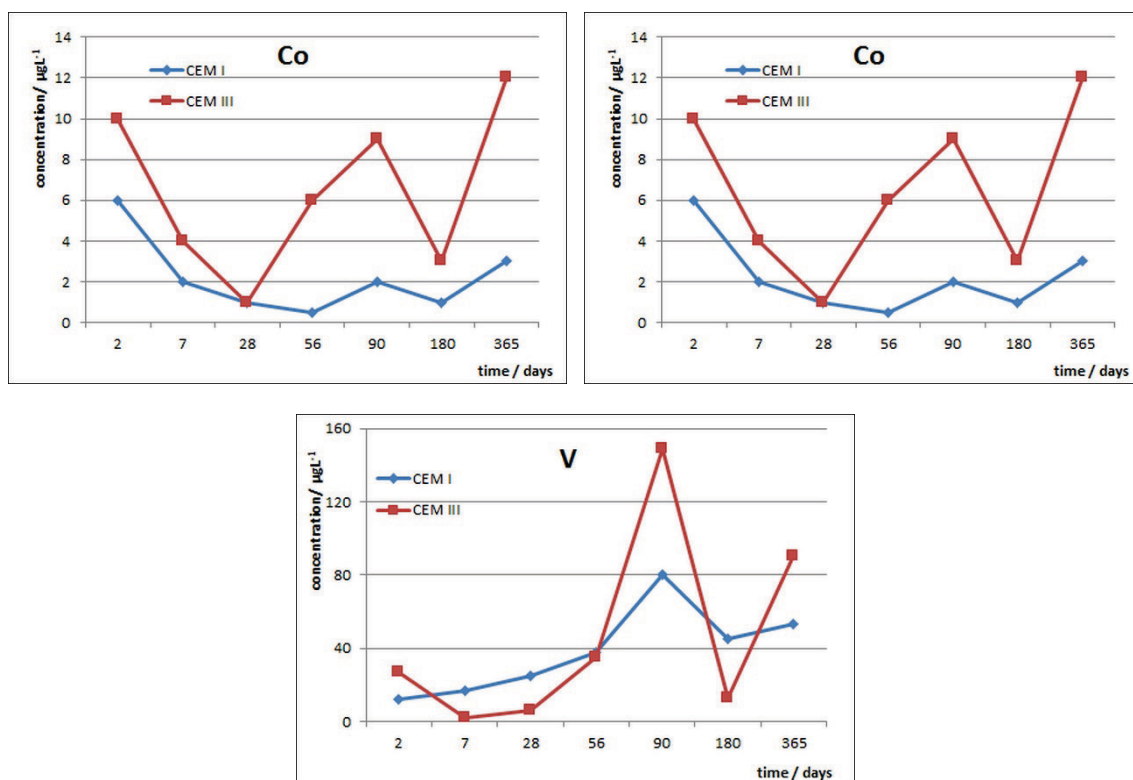 Co
CEM I
CEM III
concentration/ µgL⁻¹
14
12
10
8
6
4
2
0
2 7 28 56 90 180 365
time / days
Co
CEM I
CEM III
concentration/ µgL⁻¹
14
12
10
8
6
4
2
0
2 7 28 56 90 180 365
time / days
V
CEM I
CEM III
concentration/ µgL⁻¹
160
120
80
40
0
2 7 28 56 90 180 365
time / days